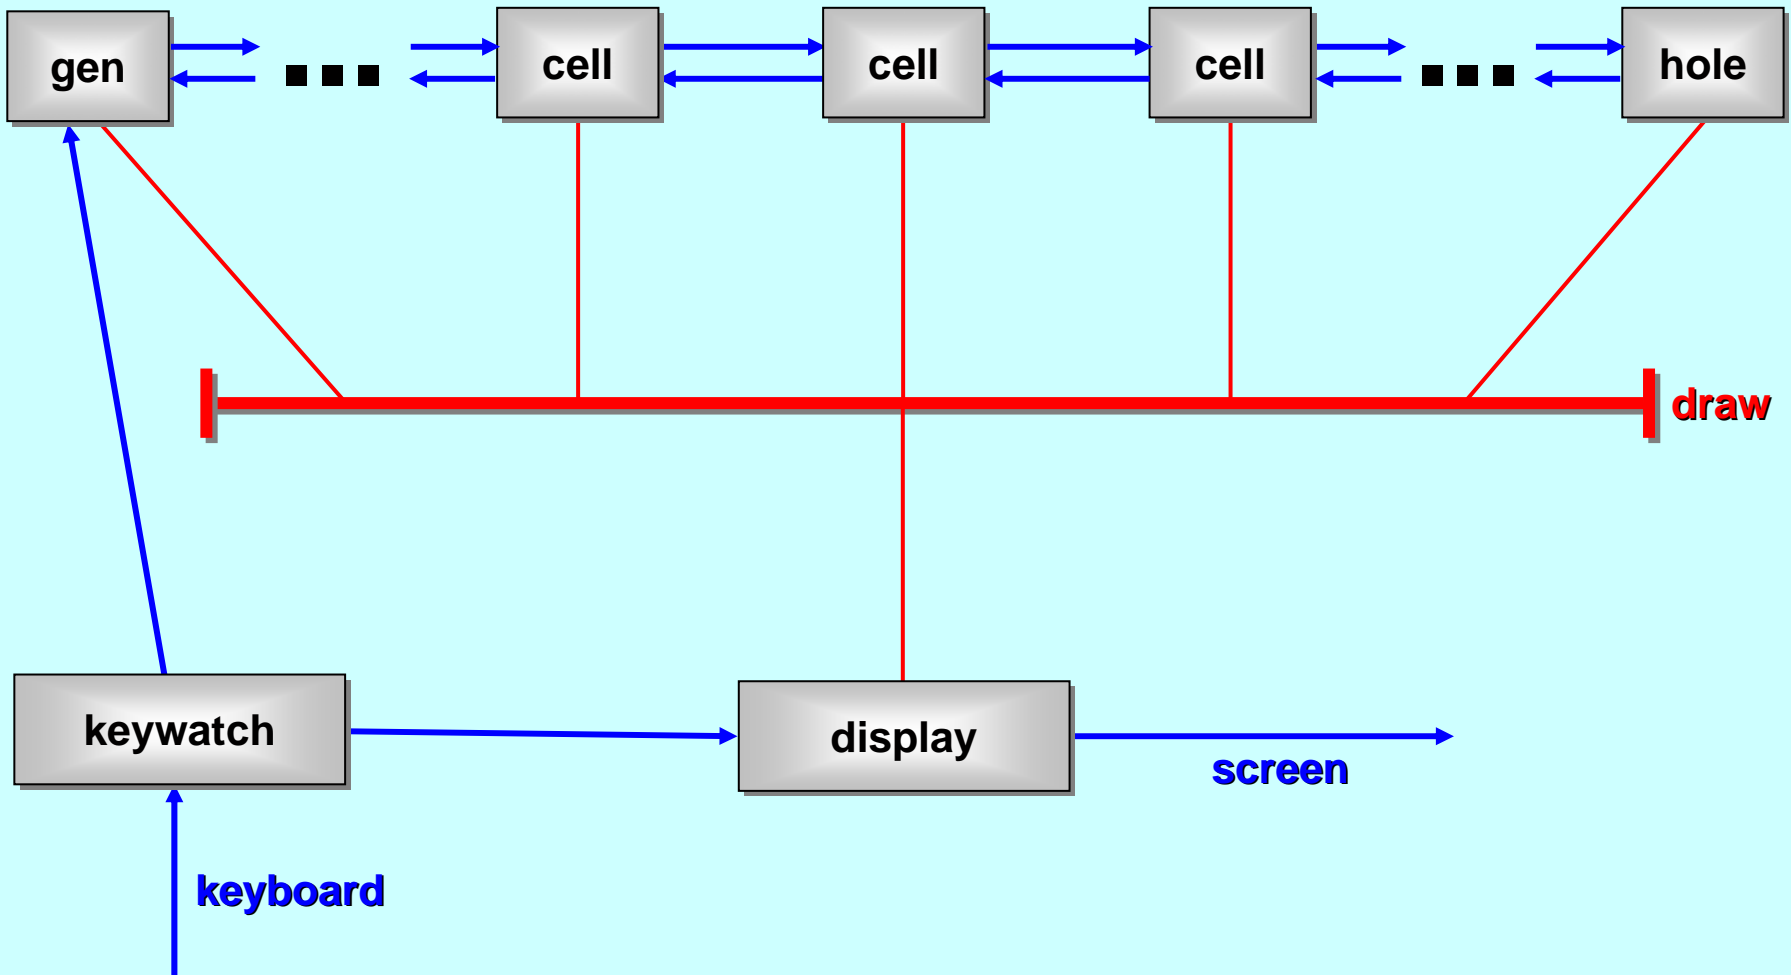 gen
cell
cell
cell
hole
draw
keywatch
display
screen
keyboard